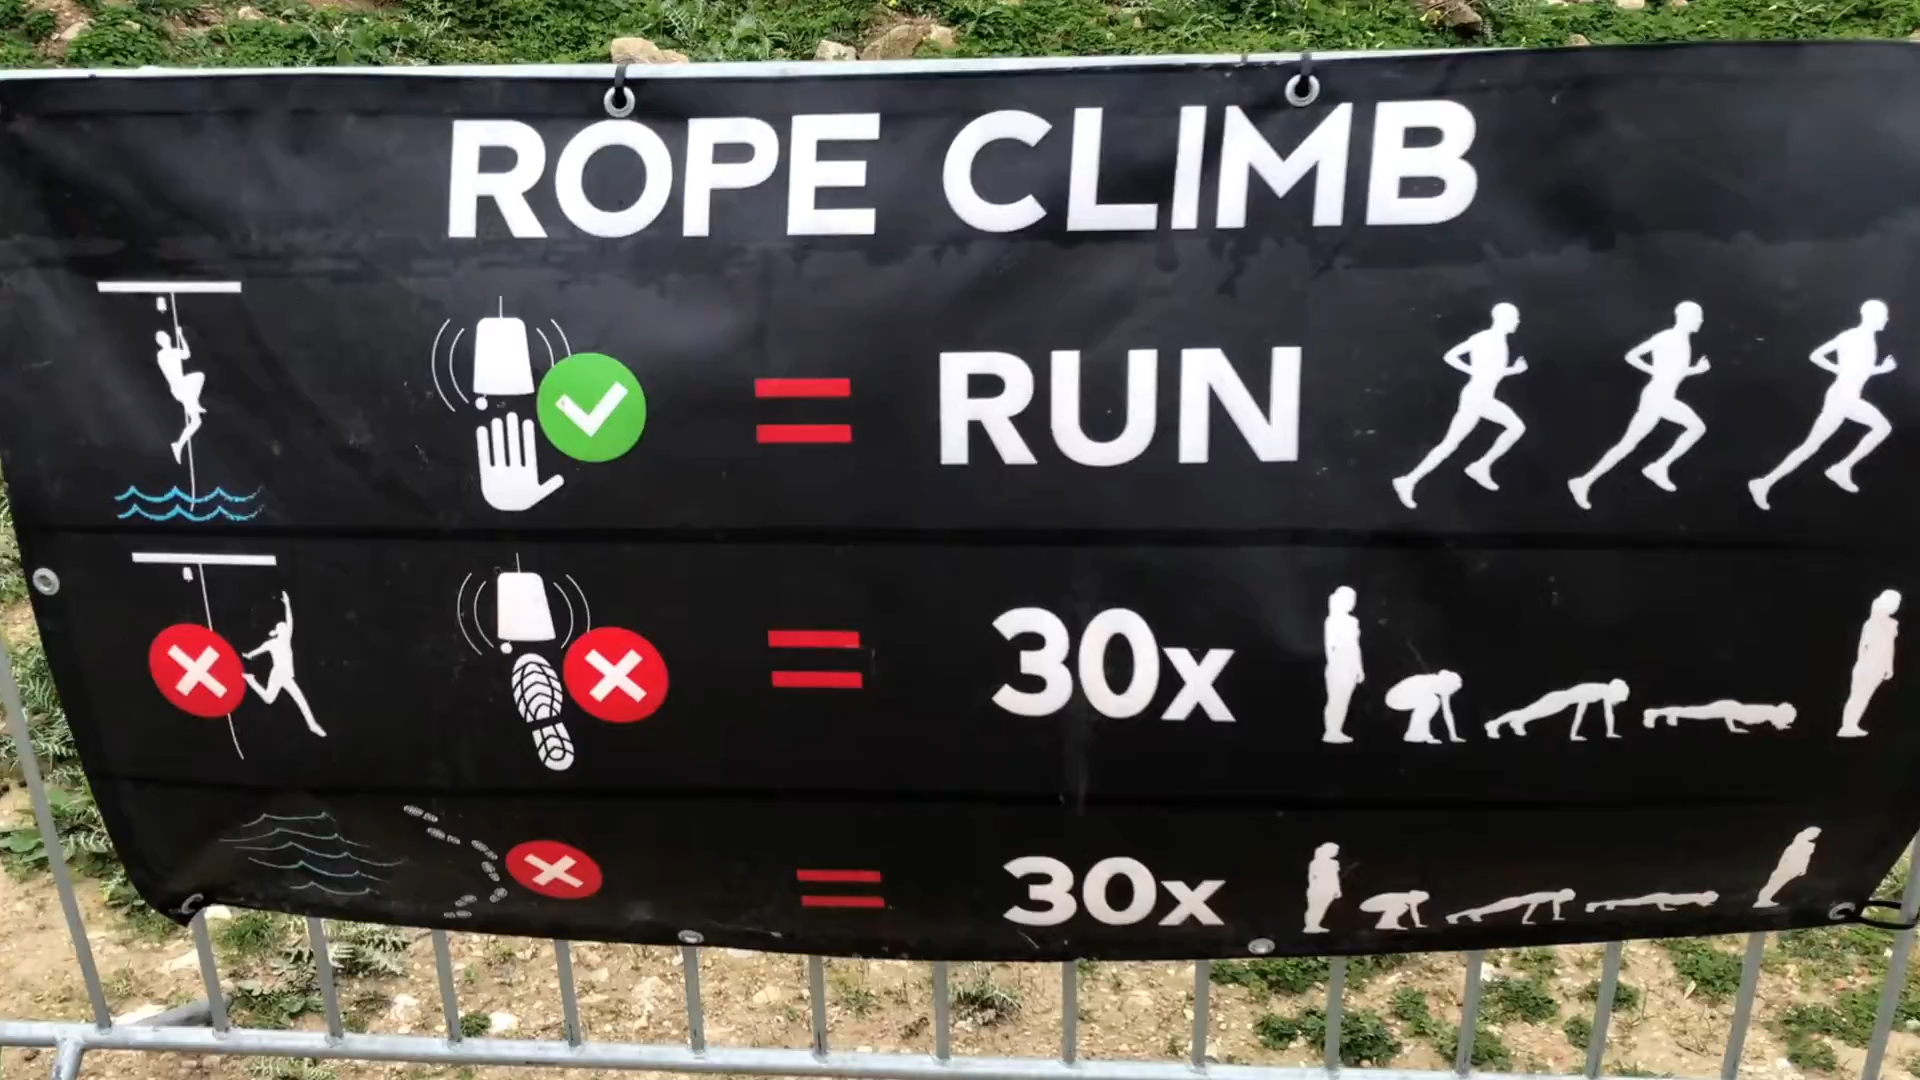 ROPE CLIMB
= RUN
= 30x
= 30x